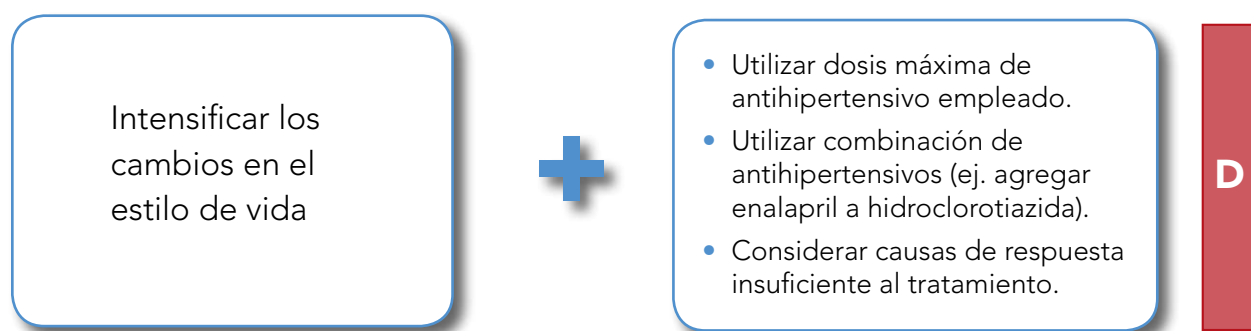 Intensificar los
cambios en el
estilo de vida
• Utilizar dosis máxima de
antihipertensivo empleado.
• Utilizar combinación de
antihipertensivos (ej. agregar
enalapril a hidroclorotiazida).
• Considerar causas de respuesta
insuficiente al tratamiento.
D